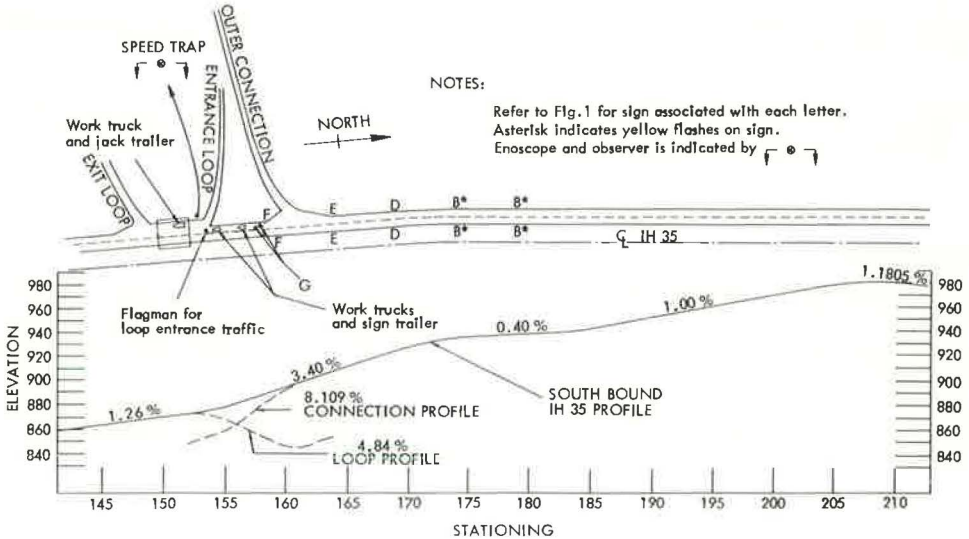 OUTER CONNECTION
SPEED TRAP
ENTRANCE LOOP
NOTES:
Refer to Fig.1 for sign associated with each letter.
Asterisk indicates yellow flashes on sign.
Enoscope and observer is indicated by
Work truck
and jack trailer
NORTH
EXIT LOOP
F E D B* B*
F E D B* B* ℄ IH 35
G
Flagman for
loop entrance traffic
Work trucks
and sign trailer
ELEVATION
980
960
940
920
900
880
860
840
1.26 %
3.40 %
0.40 %
1.00 %
1.1805 %
8.109 %
CONNECTION PROFILE
4.84 %
LOOP PROFILE
SOUTH BOUND
IH 35 PROFILE
980
960
940
920
900
880
860
840
145 150 155 160 165 170 175 180 185 190 195 200 205 210
STATIONING